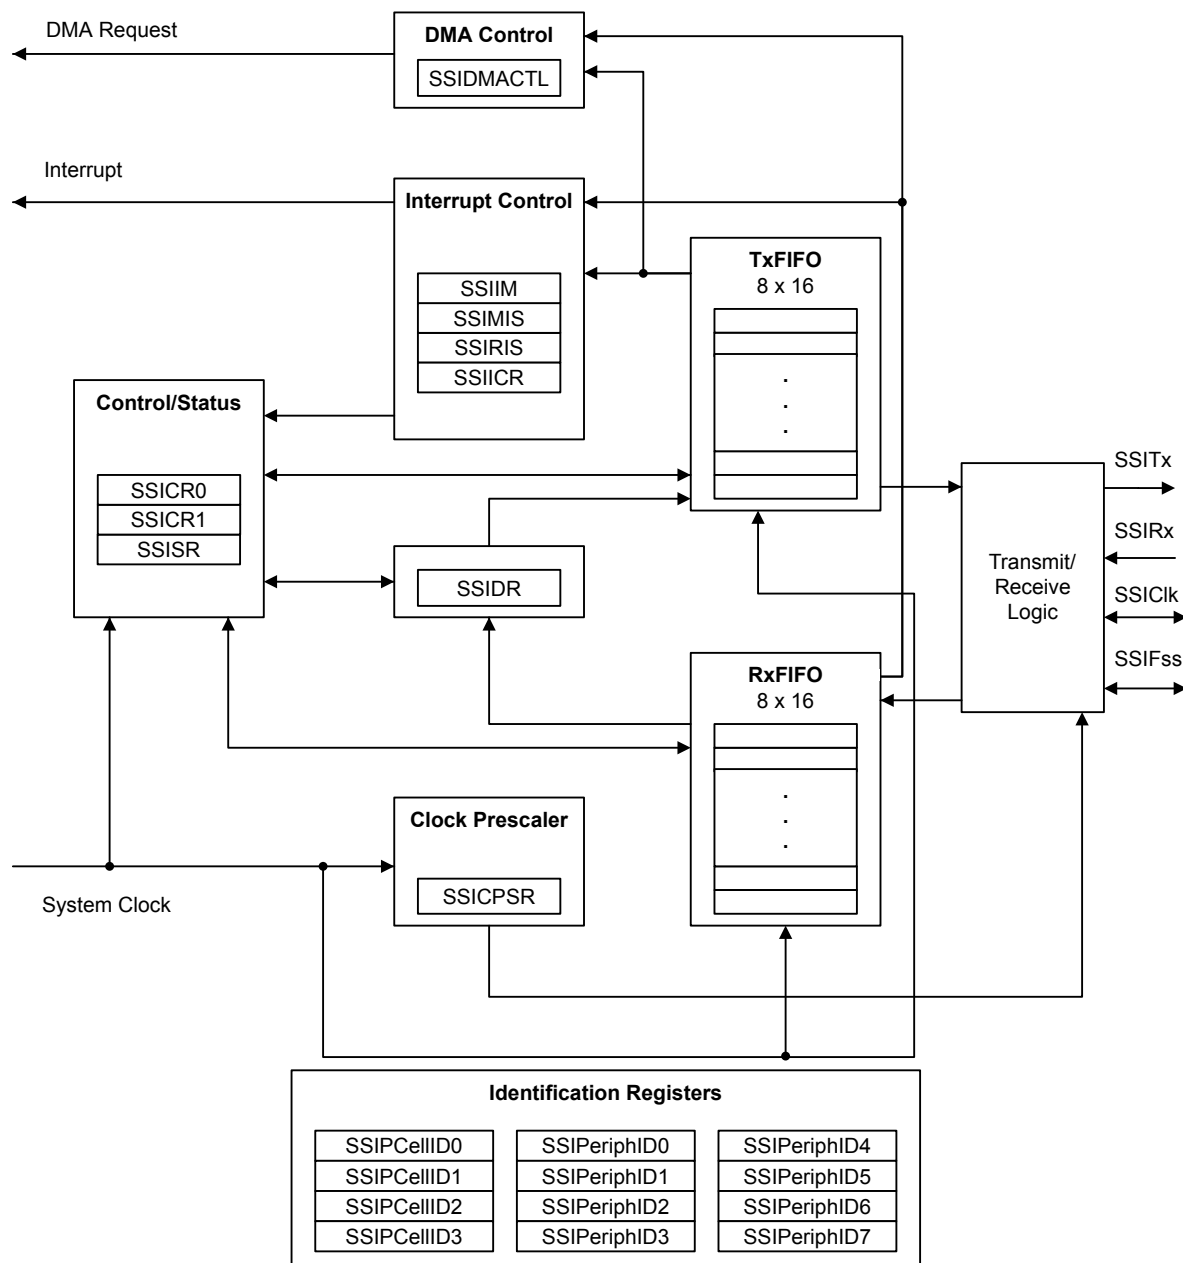 DMA Request
DMA Control
SSIDMACTL
Interrupt
Interrupt Control
SSIIM
SSIMIS
SSIRIS
SSIICR
TxFIFO
8 x 16
.
.
.
Control/Status
SSICR0
SSICR1
SSISR
SSIDR
Transmit/
Receive
Logic
SSITx
SSIRx
SSIClk
SSIFss
RxFIFO
8 x 16
.
.
.
Clock Prescaler
SSICPSR
System Clock
Identification Registers
SSIPCellID0
SSIPCellID1
SSIPCellID2
SSIPCellID3
SSIPeriphID0
SSIPeriphID1
SSIPeriphID2
SSIPeriphID3
SSIPeriphID4
SSIPeriphID5
SSIPeriphID6
SSIPeriphID7